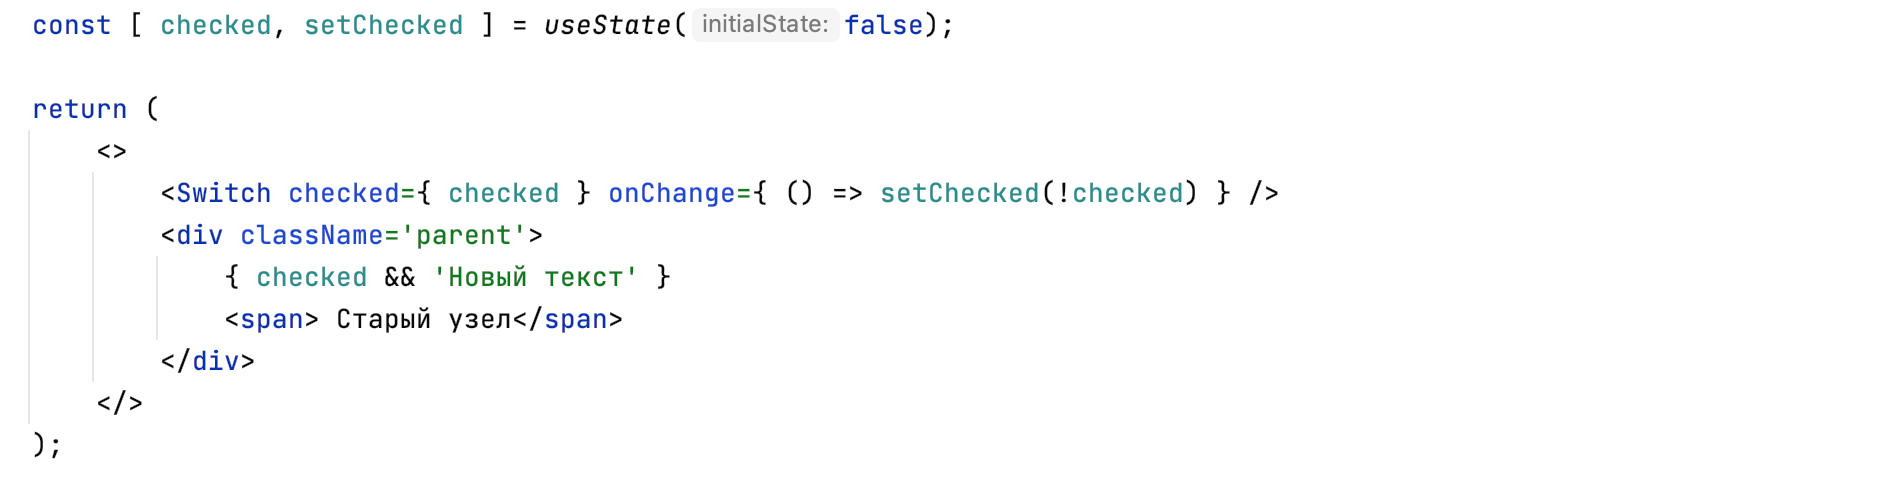 const [ checked, setChecked ] = useState( initialState: false);
return (
<>
<Switch checked={ checked } onChange={ () => setChecked(!checked) } />
<div className='parent'>
{ checked && 'Новый текст' }
<span> Старый узел</span>
</div>
</>
);